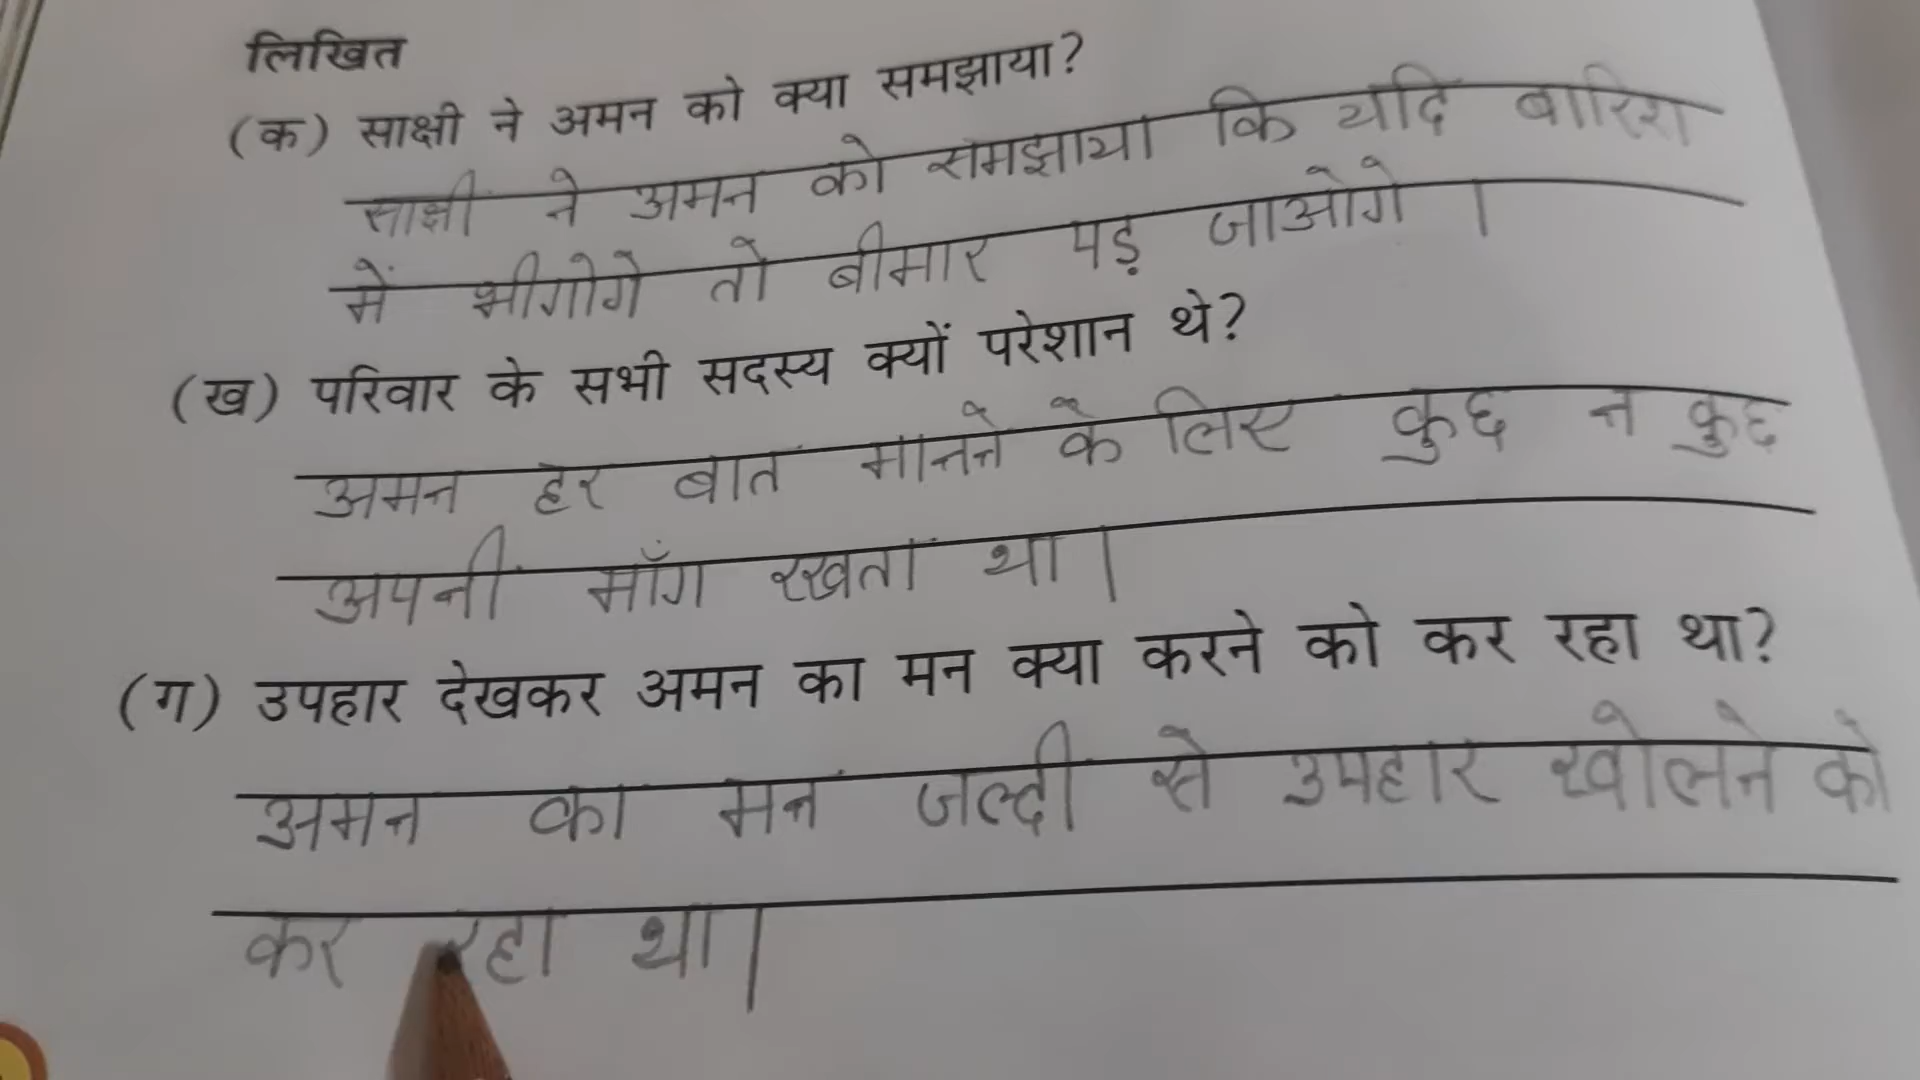 लिखित
(क) साक्षी ने अमन को क्या समझाया?
साक्षी ने अमन को समझाया कि यदि बारिश
में भीगोगे तो बीमार पड़ जाओगे ।
(ख) परिवार के सभी सदस्य क्यों परेशान थे?
अमन हर बात मानने के लिए कुछ न कुछ
अपनी माँग रखता था।
(ग) उपहार देखकर अमन का मन क्या करने को कर रहा था?
अमन का मन जल्दी से उपहार खोलने को
कर रहा था।